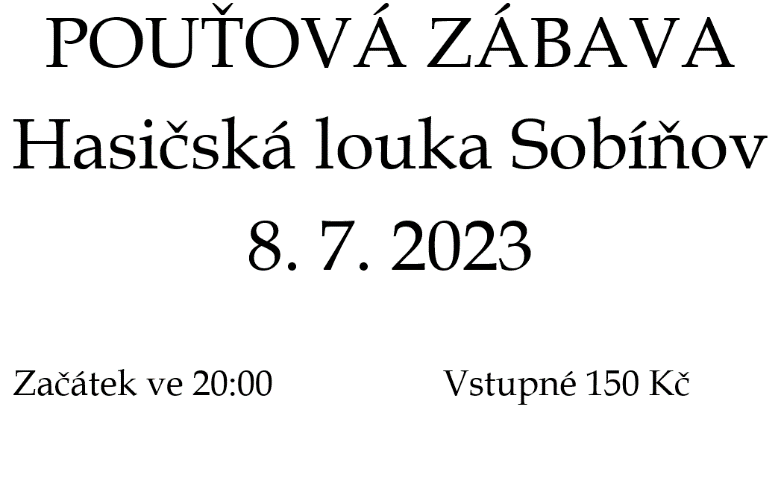 POUŤOVÁ ZÁBAVA
Hasičská louka Sobíňov
8. 7. 2023
Začátek ve 20:00 Vstupné 150 Kč